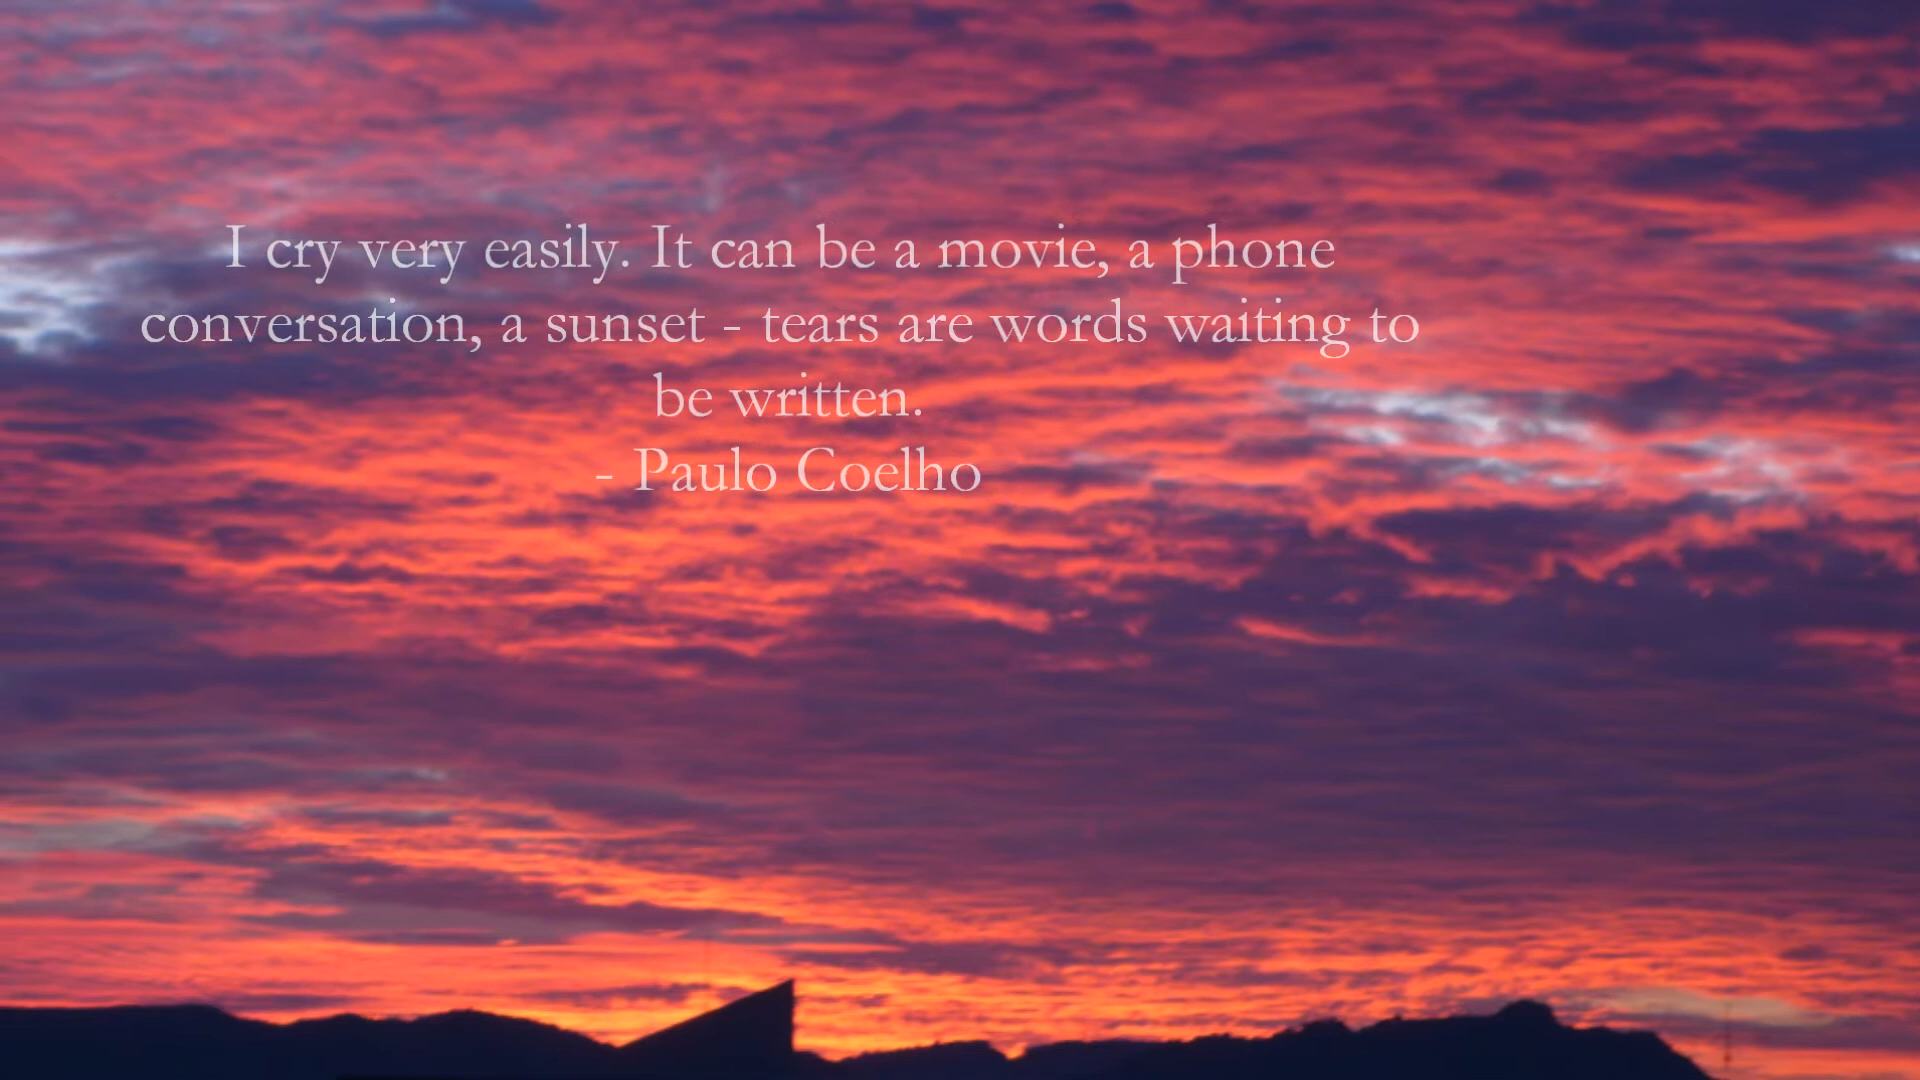 I cry very easily. It can be a movie, a phone
conversation, a sunset - tears are words waiting to
be written.
- Paulo Coelho